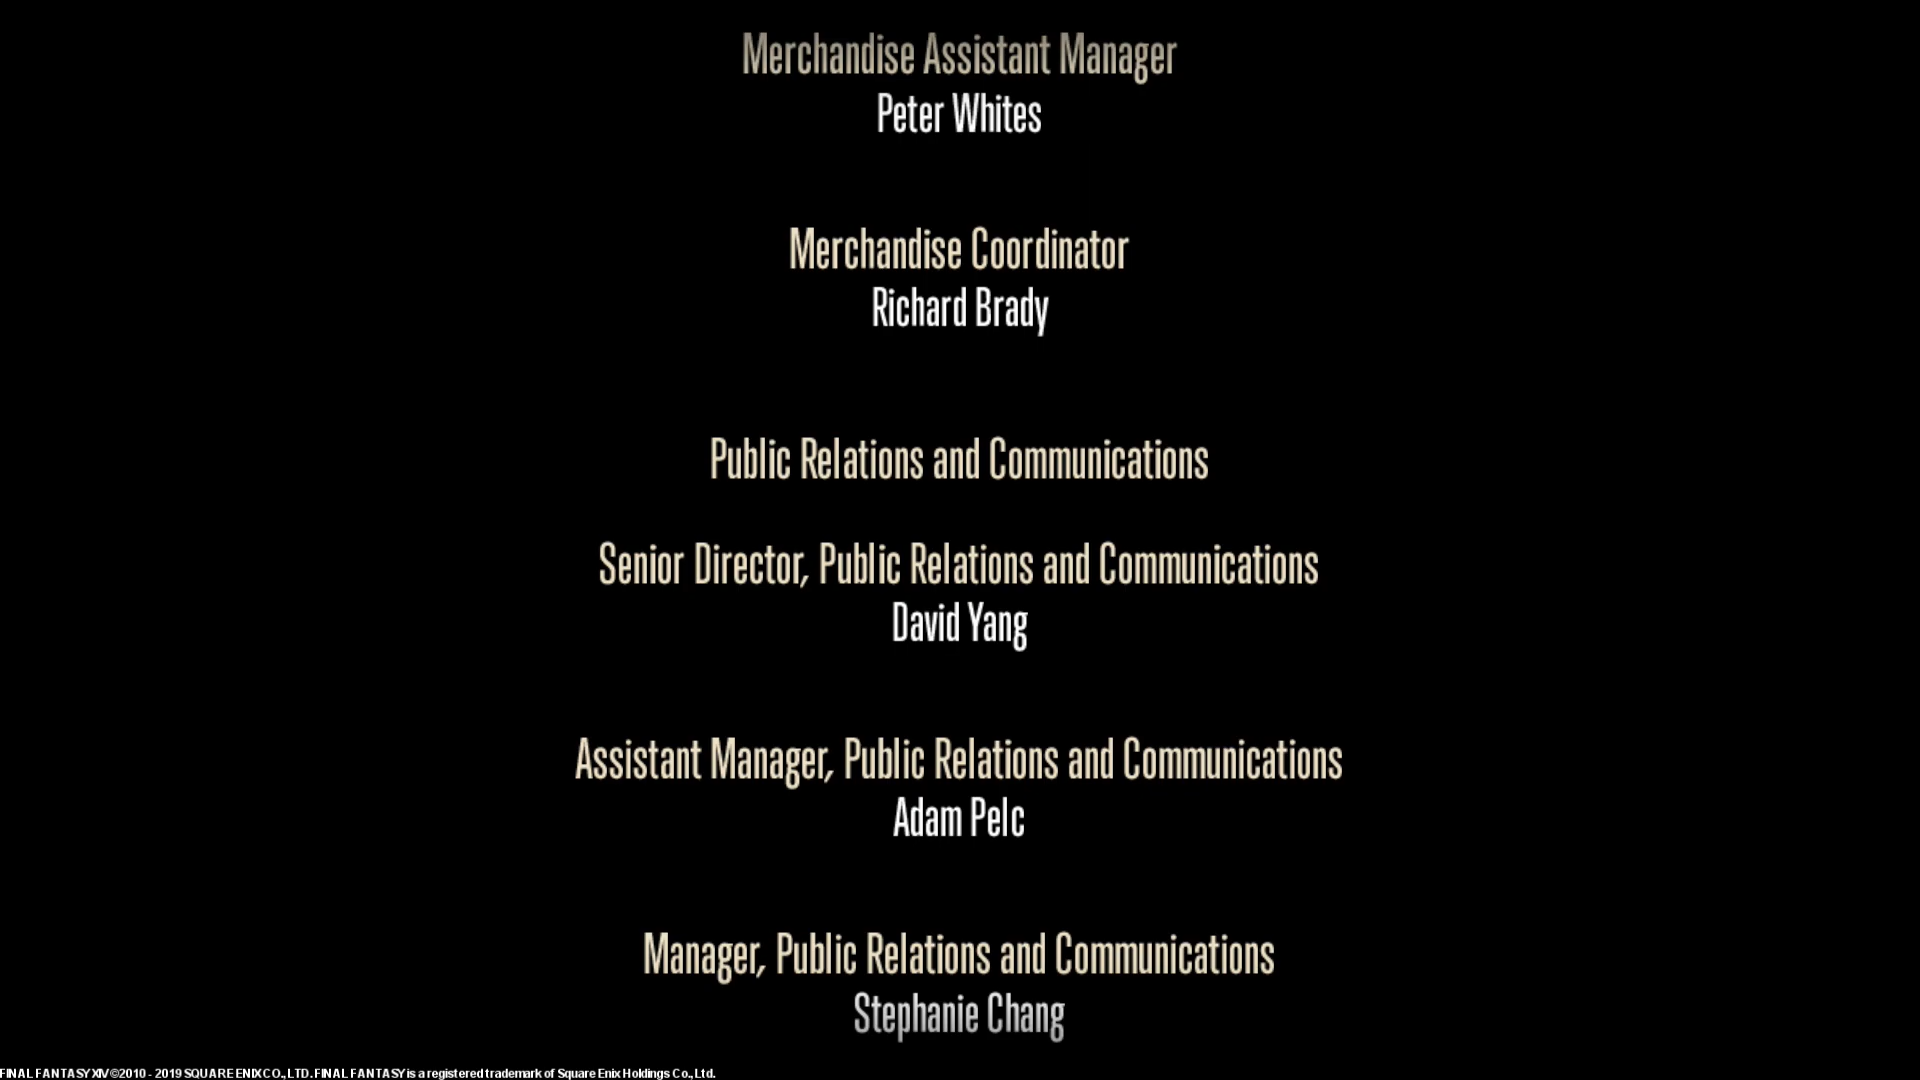 Merchandise Assistant Manager
Peter Whites
Merchandise Coordinator
Richard Brady
Public Relations and Communications
Senior Director, Public Relations and Communications
David Yang
Assistant Manager, Public Relations and Communications
Adam Pelc
Manager, Public Relations and Communications
Stephanie Chang
FINAL FANTASY XIV ©2010 - 2019 SQUARE ENIX CO., LTD. FINAL FANTASY is a registered trademark of Square Enix Holdings Co., Ltd.